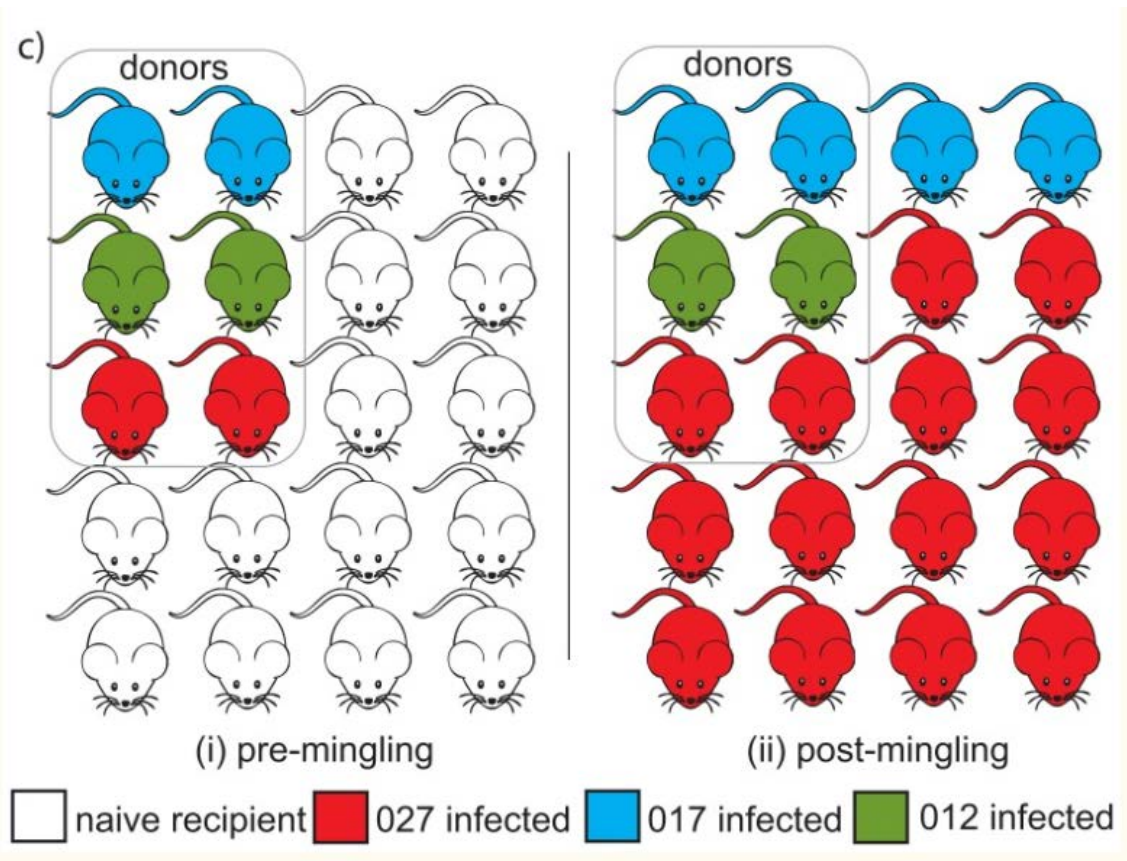 c)
donors
donors
(i) pre-mingling
(ii) post-mingling
naive recipient
027 infected
017 infected
012 infected